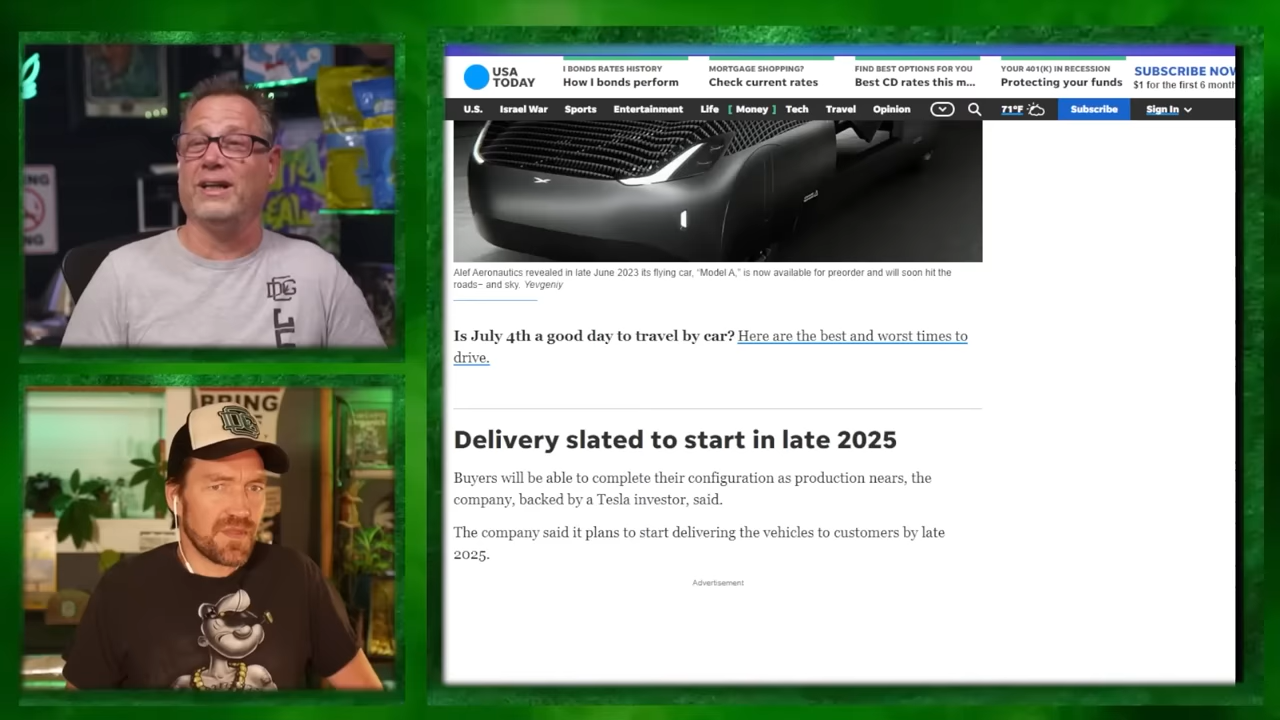 ING
NG
DGC
BRING
DGC
USA
TODAY
I BONDS RATES HISTORY
How I bonds perform
MORTGAGE SHOPPING?
Check current rates
FIND BEST OPTIONS FOR YOU
Best CD rates this m...
YOUR 401(K) IN RECESSION
Protecting your funds
SUBSCRIBE NOW
$1 for the first 6 month
U.S. Israel War Sports Entertainment Life [ Money ] Tech Travel Opinion 71°F Subscribe Sign In
Alef Aeronautics revealed in late June 2023 its flying car, “Model A,” is now available for preorder and will soon hit the
roads– and sky. Yevgeniy
Is July 4th a good day to travel by car? Here are the best and worst times to
drive.
Delivery slated to start in late 2025
Buyers will be able to complete their configuration as production nears, the
company, backed by a Tesla investor, said.
The company said it plans to start delivering the vehicles to customers by late
2025.
Advertisement